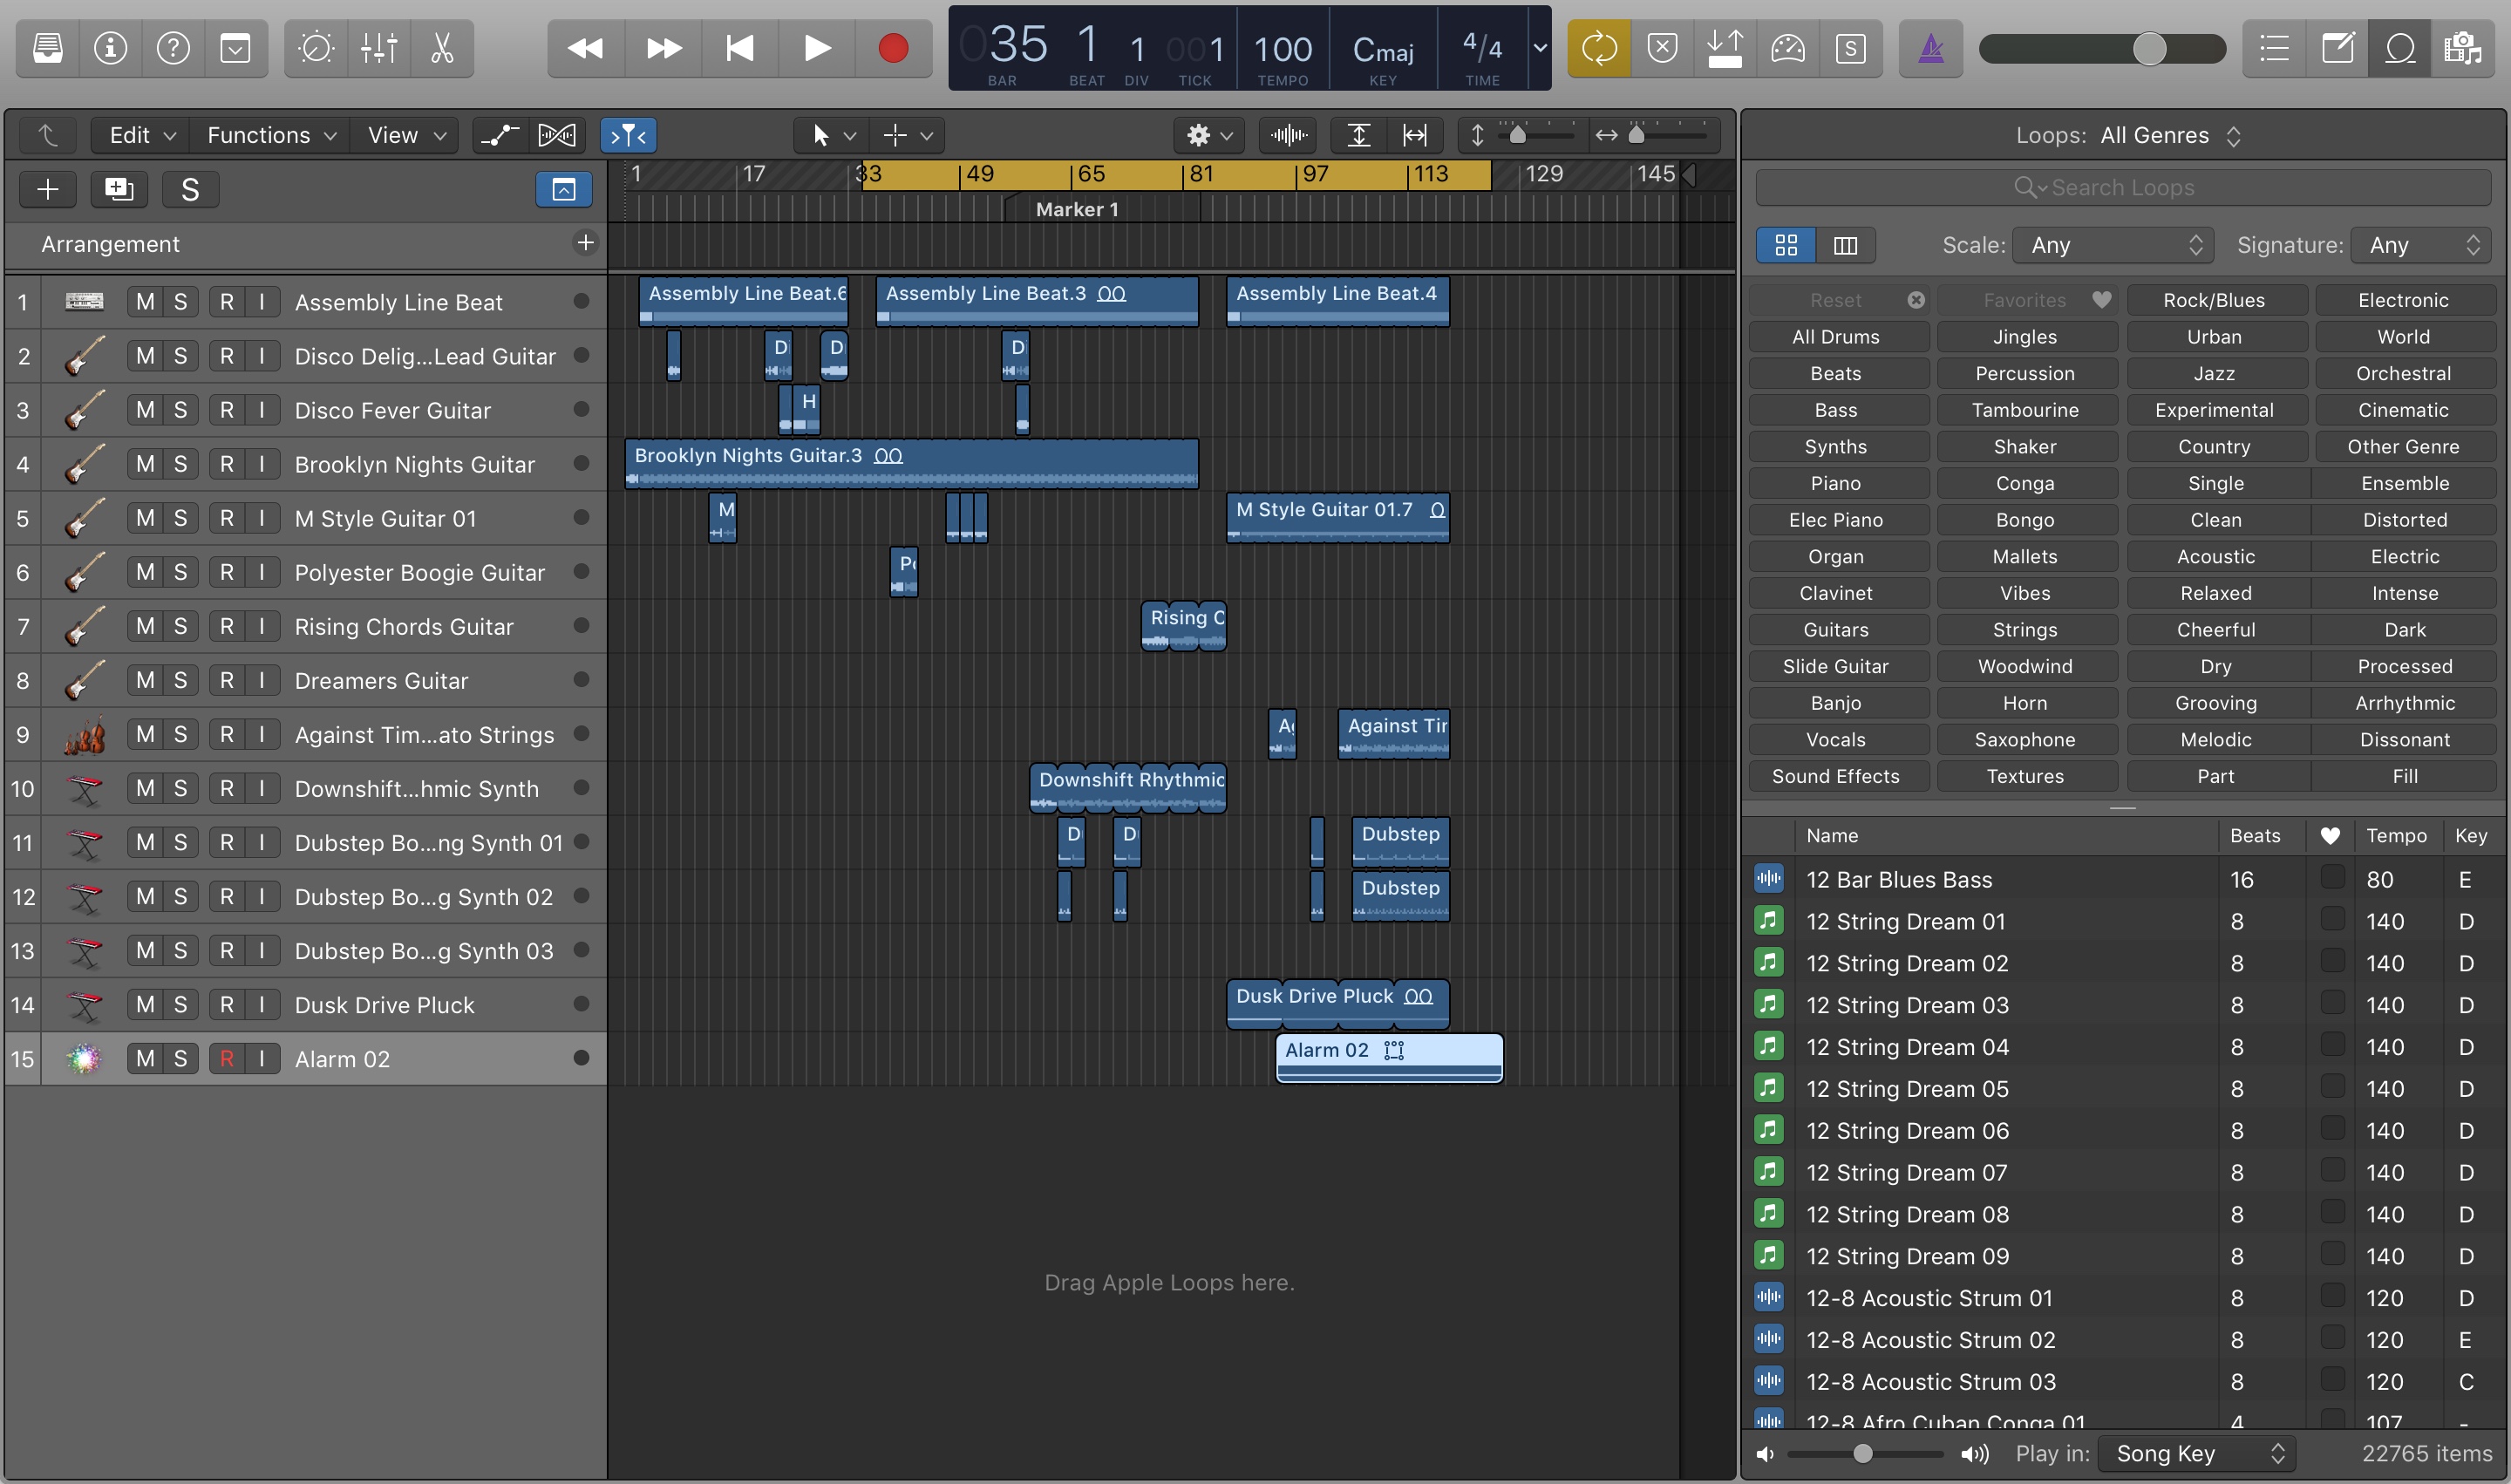 035 1 1 001 100 Cmaj 4/4
BAR BEAT DIV TICK TEMPO KEY TIME
S
Edit Functions View
Loops: All Genres
S
1 17 33 49 65 81 97 113 129 145
Marker 1
Search Loops
Arrangement
Scale: Any Signature: Any
1 M S R I Assembly Line Beat
2 M S R I Disco Delig...Lead Guitar
3 M S R I Disco Fever Guitar
4 M S R I Brooklyn Nights Guitar
5 M S R I M Style Guitar 01
6 M S R I Polyester Boogie Guitar
7 M S R I Rising Chords Guitar
8 M S R I Dreamers Guitar
9 M S R I Against Tim...ato Strings
10 M S R I Downshift...hmic Synth
11 M S R I Dubstep Bo...ng Synth 01
12 M S R I Dubstep Bo...g Synth 02
13 M S R I Dubstep Bo...g Synth 03
14 M S R I Dusk Drive Pluck
15 M S R I Alarm 02
Assembly Line Beat.6 Assembly Line Beat.3 Assembly Line Beat.4
D D D
H
Brooklyn Nights Guitar.3
M M Style Guitar 01.7
Rising C
Against Tir
Downshift Rhythmic
D D Dubstep
Dubstep
Dusk Drive Pluck
Alarm 02
Drag Apple Loops here.
Reset Favorites Rock/Blues Electronic
All Drums Jingles Urban World
Beats Percussion Jazz Orchestral
Bass Tambourine Experimental Cinematic
Synths Shaker Country Other Genre
Piano Conga Single Ensemble
Elec Piano Bongo Clean Distorted
Organ Mallets Acoustic Electric
Clavinet Vibes Relaxed Intense
Guitars Strings Cheerful Dark
Slide Guitar Woodwind Dry Processed
Banjo Horn Grooving Arrhythmic
Vocals Saxophone Melodic Dissonant
Sound Effects Textures Part Fill
Name Beats Tempo Key
12 Bar Blues Bass 16 80 E
12 String Dream 01 8 140 D
12 String Dream 02 8 140 D
12 String Dream 03 8 140 D
12 String Dream 04 8 140 D
12 String Dream 05 8 140 D
12 String Dream 06 8 140 D
12 String Dream 07 8 140 D
12 String Dream 08 8 140 D
12 String Dream 09 8 140 D
12-8 Acoustic Strum 01 8 120 D
12-8 Acoustic Strum 02 8 120 E
12-8 Acoustic Strum 03 8 120 C
12-8 Afro Cuban Conga 01 4 107 -
Play in: Song Key 22765 items